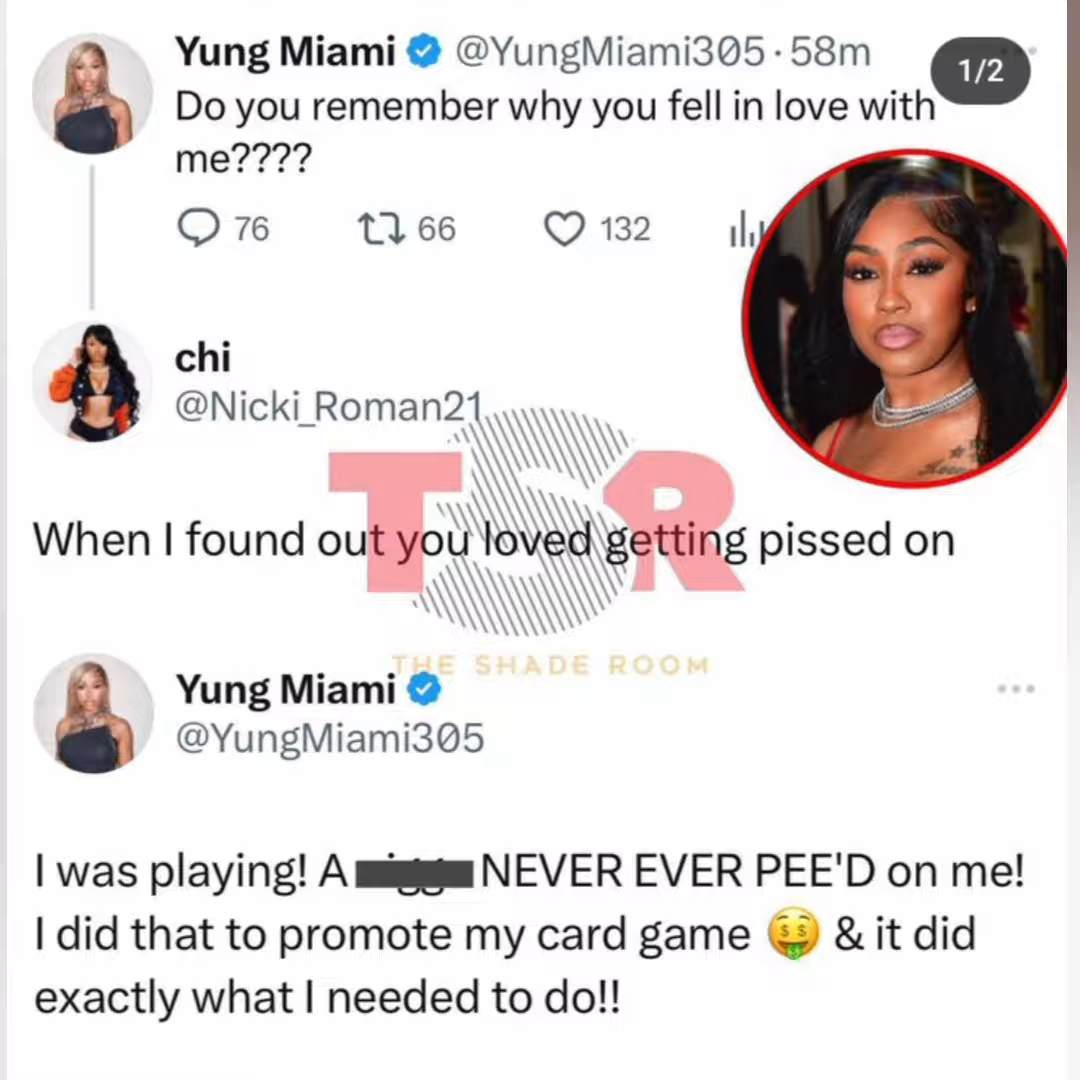 Yung Miami @YungMiami305 · 58m
1/2
Do you remember why you fell in love with
me????
76 66 132
chi
@Nicki_Roman21
TSR
When I found out you loved getting pissed on
THE SHADE ROOM
Yung Miami
@YungMiami305
I was playing! A NEVER EVER PEE'D on me!
I did that to promote my card game 🤑 & it did
exactly what I needed to do!!